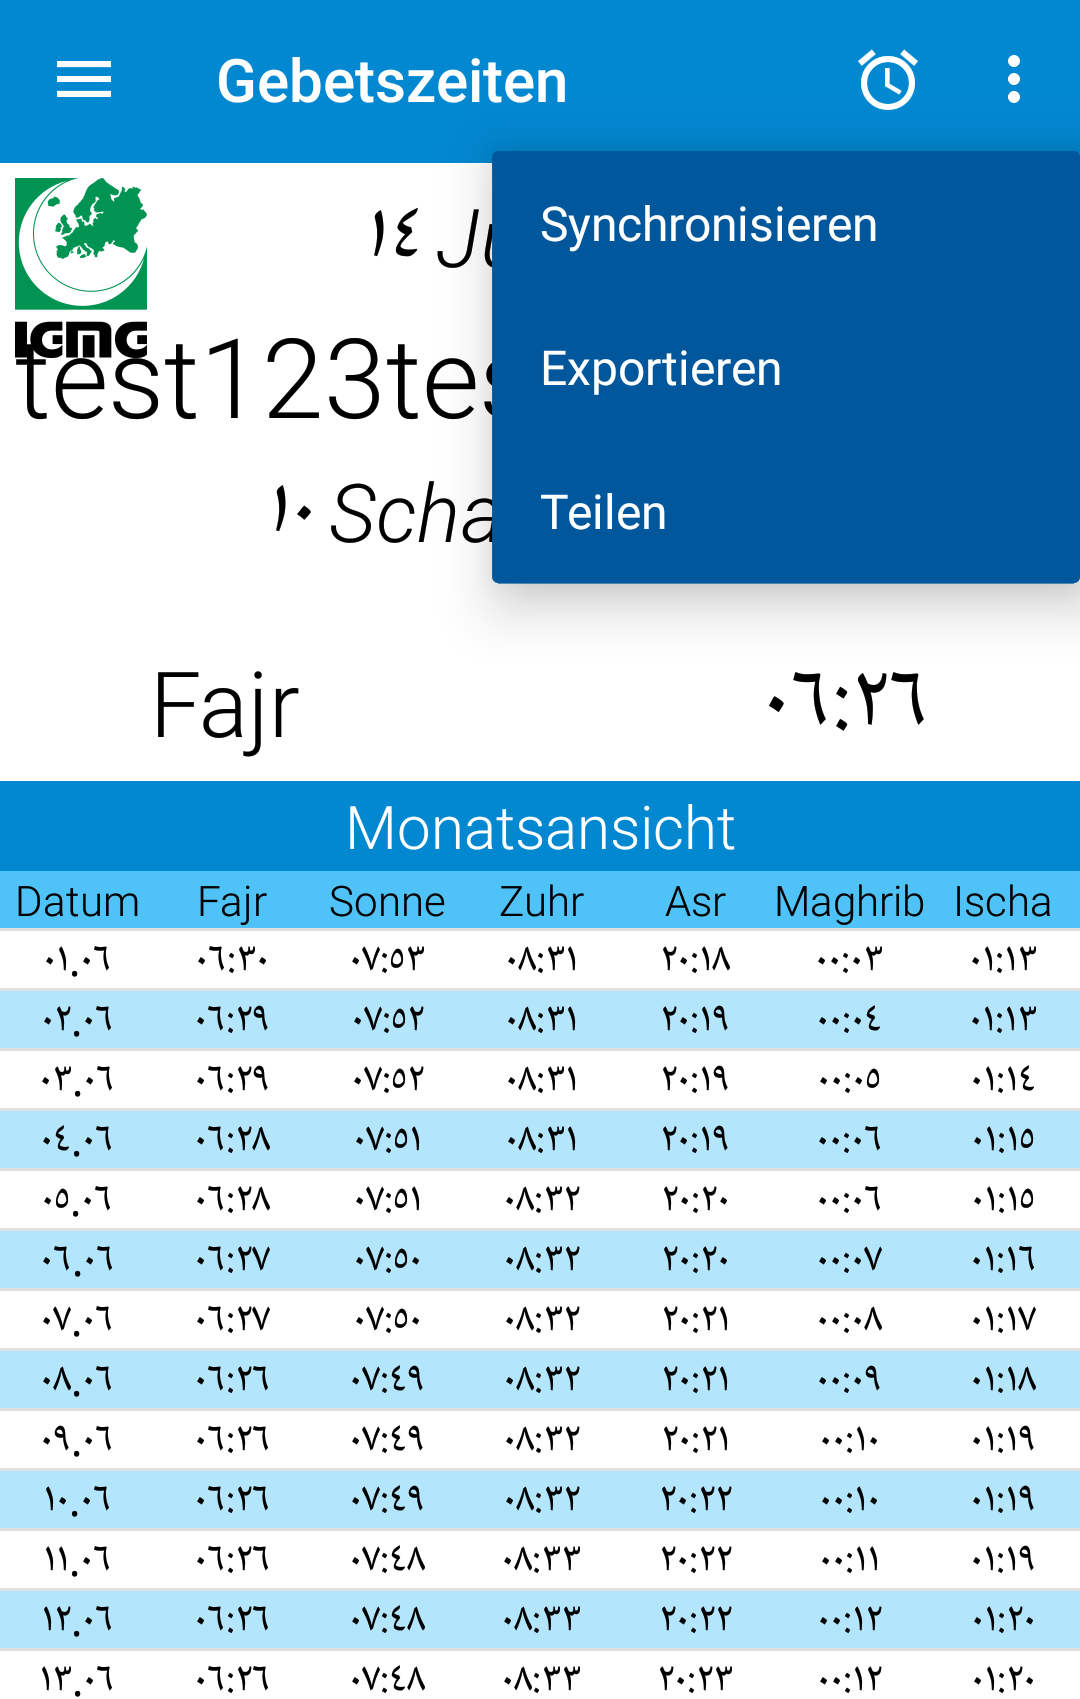 Gebetszeiten
Synchronisieren
Exportieren
Teilen
IGMG
١٤
test123tes
١٠ Scha
Fajr ٠٦:٢٦
Monatsansicht
Datum Fajr Sonne Zuhr Asr Maghrib Ischa
٠١.٠٦ ٠٦:٣٠ ٠٧:٥٣ ٠٨:٣١ ٢٠:١٨ ٠٠:٠٣ ٠١:١٣
٠٢.٠٦ ٠٦:٢٩ ٠٧:٥٢ ٠٨:٣١ ٢٠:١٩ ٠٠:٠٤ ٠١:١٣
٠٣.٠٦ ٠٦:٢٩ ٠٧:٥٢ ٠٨:٣١ ٢٠:١٩ ٠٠:٠٥ ٠١:١٤
٠٤.٠٦ ٠٦:٢٨ ٠٧:٥١ ٠٨:٣١ ٢٠:١٩ ٠٠:٠٦ ٠١:١٥
٠٥.٠٦ ٠٦:٢٨ ٠٧:٥١ ٠٨:٣٢ ٢٠:٢٠ ٠٠:٠٦ ٠١:١٥
٠٦.٠٦ ٠٦:٢٧ ٠٧:٥٠ ٠٨:٣٢ ٢٠:٢٠ ٠٠:٠٧ ٠١:١٦
٠٧.٠٦ ٠٦:٢٧ ٠٧:٥٠ ٠٨:٣٢ ٢٠:٢١ ٠٠:٠٨ ٠١:١٧
٠٨.٠٦ ٠٦:٢٦ ٠٧:٤٩ ٠٨:٣٢ ٢٠:٢١ ٠٠:٠٩ ٠١:١٨
٠٩.٠٦ ٠٦:٢٦ ٠٧:٤٩ ٠٨:٣٢ ٢٠:٢١ ٠٠:١٠ ٠١:١٩
١٠.٠٦ ٠٦:٢٦ ٠٧:٤٩ ٠٨:٣٢ ٢٠:٢٢ ٠٠:١٠ ٠١:١٩
١١.٠٦ ٠٦:٢٦ ٠٧:٤٨ ٠٨:٣٣ ٢٠:٢٢ ٠٠:١١ ٠١:١٩
١٢.٠٦ ٠٦:٢٦ ٠٧:٤٨ ٠٨:٣٣ ٢٠:٢٢ ٠٠:١٢ ٠١:٢٠
١٣.٠٦ ٠٦:٢٦ ٠٧:٤٨ ٠٨:٣٣ ٢٠:٢٣ ٠٠:١٢ ٠١:٢٠